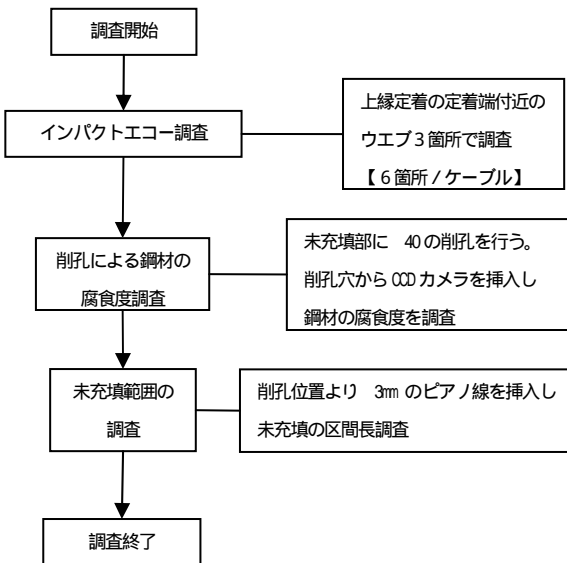 調査開始
インパクトエコー調査
上縁定着の定着端付近の
ウエブ3箇所で調査
【6箇所/ケーブル】
削孔による鋼材の
腐食度調査
未充填部に 40の削孔を行う。
削孔穴からCCDカメラを挿入し
鋼材の腐食度を調査
未充填範囲の
調査
削孔位置より 3mmのピアノ線を挿入し
未充填の区間長調査
調査終了